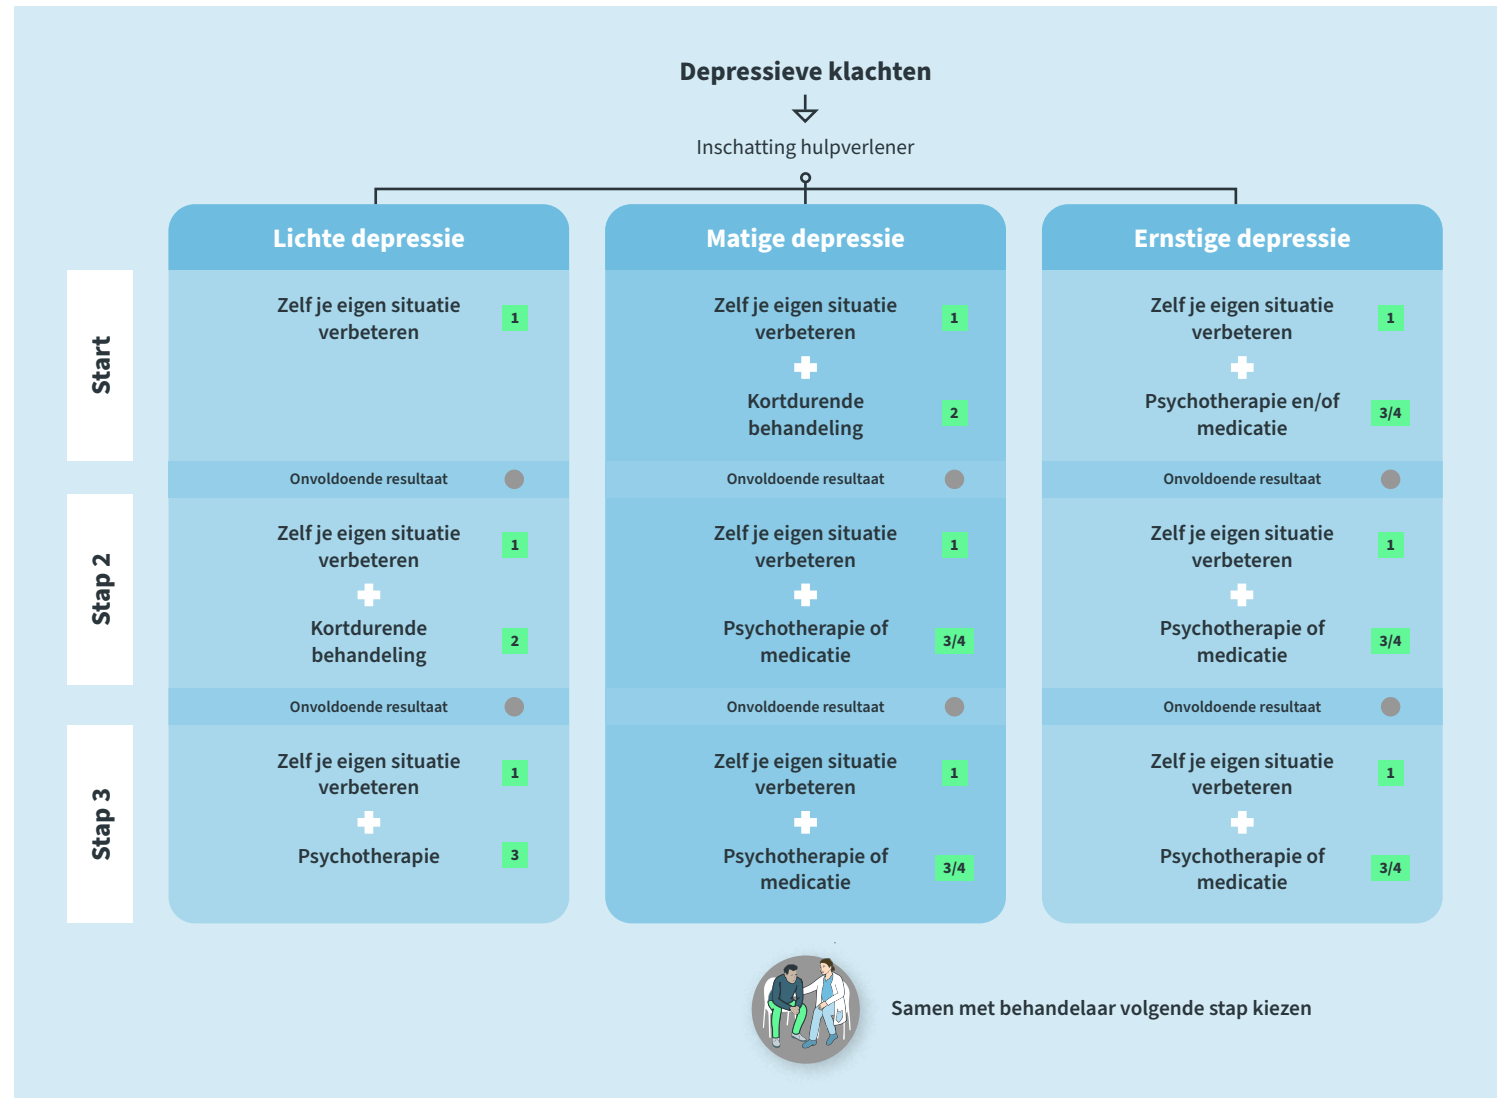 Depressieve klachten
Inschatting hulpverlener
Lichte depressie
Matige depressie
Ernstige depressie
Start
Zelf je eigen situatie
verbeteren
1
Zelf je eigen situatie
verbeteren
1
Kortdurende
behandeling
2
Zelf je eigen situatie
verbeteren
1
Psychotherapie en/of
medicatie
3/4
Onvoldoende resultaat
Onvoldoende resultaat
Onvoldoende resultaat
Stap 2
Zelf je eigen situatie
verbeteren
1
Kortdurende
behandeling
2
Zelf je eigen situatie
verbeteren
1
Psychotherapie of
medicatie
3/4
Zelf je eigen situatie
verbeteren
1
Psychotherapie of
medicatie
3/4
Onvoldoende resultaat
Onvoldoende resultaat
Onvoldoende resultaat
Stap 3
Zelf je eigen situatie
verbeteren
1
Psychotherapie
3
Zelf je eigen situatie
verbeteren
1
Psychotherapie of
medicatie
3/4
Zelf je eigen situatie
verbeteren
1
Psychotherapie of
medicatie
3/4
Samen met behandelaar volgende stap kiezen